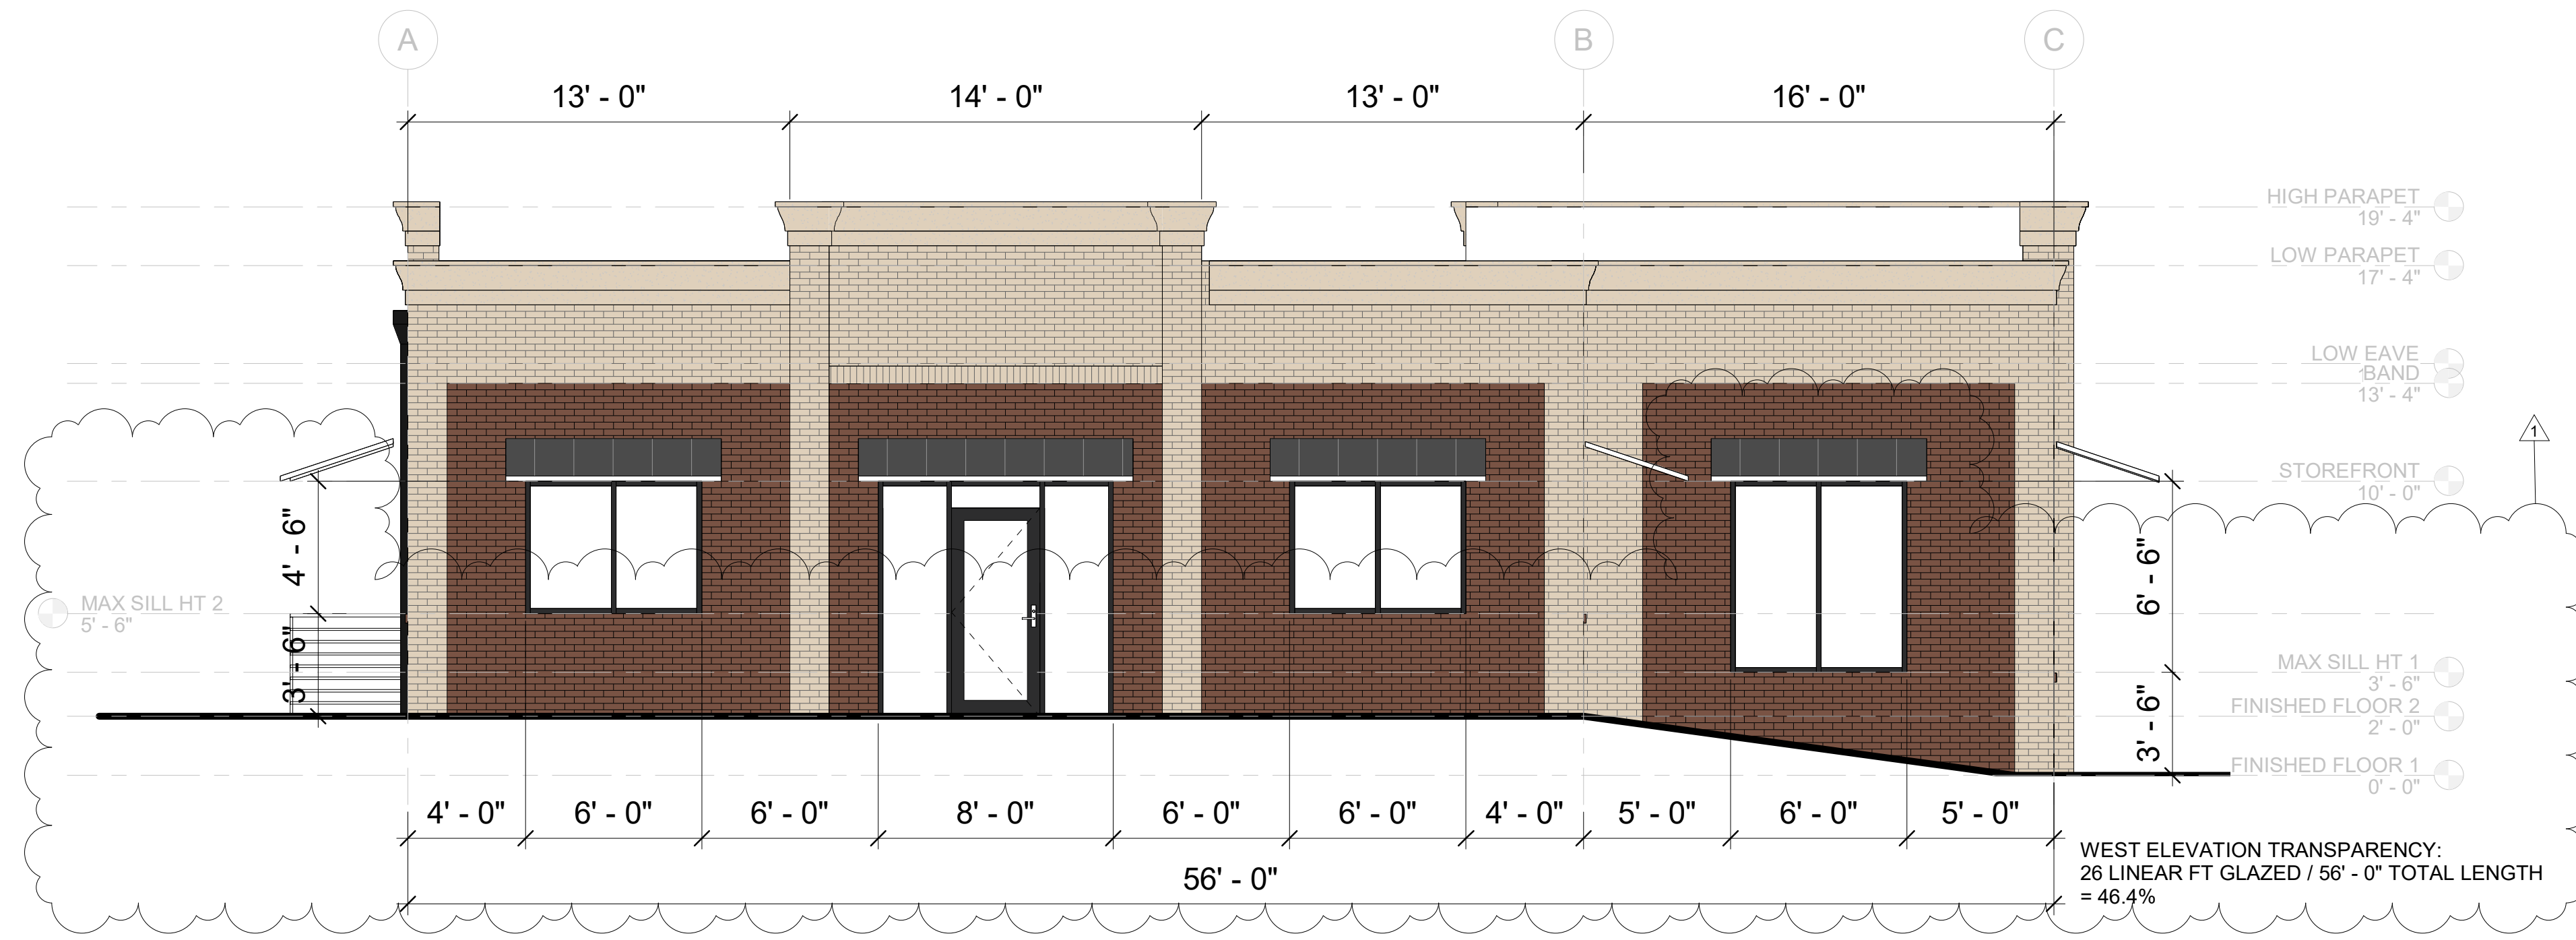 A
B
C
13' - 0"
14' - 0"
13' - 0"
16' - 0"
HIGH PARAPET
19' - 4"
LOW PARAPET
17' - 4"
LOW EAVE
BAND
13' - 4"
1
STOREFRONT
10' - 0"
4' - 6"
6' - 6"
MAX SILL HT 2
5' - 6"
3' - 6"
MAX SILL HT 1
3' - 6"
FINISHED FLOOR 2
2' - 0"
3' - 6"
FINISHED FLOOR 1
0' - 0"
4' - 0"
6' - 0"
6' - 0"
8' - 0"
6' - 0"
6' - 0"
4' - 0"
5' - 0"
6' - 0"
5' - 0"
56' - 0"
WEST ELEVATION TRANSPARENCY:
26 LINEAR FT GLAZED / 56' - 0" TOTAL LENGTH
= 46.4%